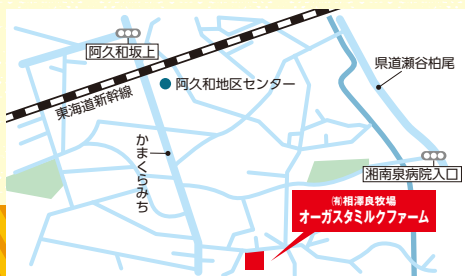 阿久和坂上
東海道新幹線
阿久和地区センター
県道瀬谷柏尾
かまくらみち
湘南泉病院入口
㈲相澤良牧場
オーガスタミルクファーム